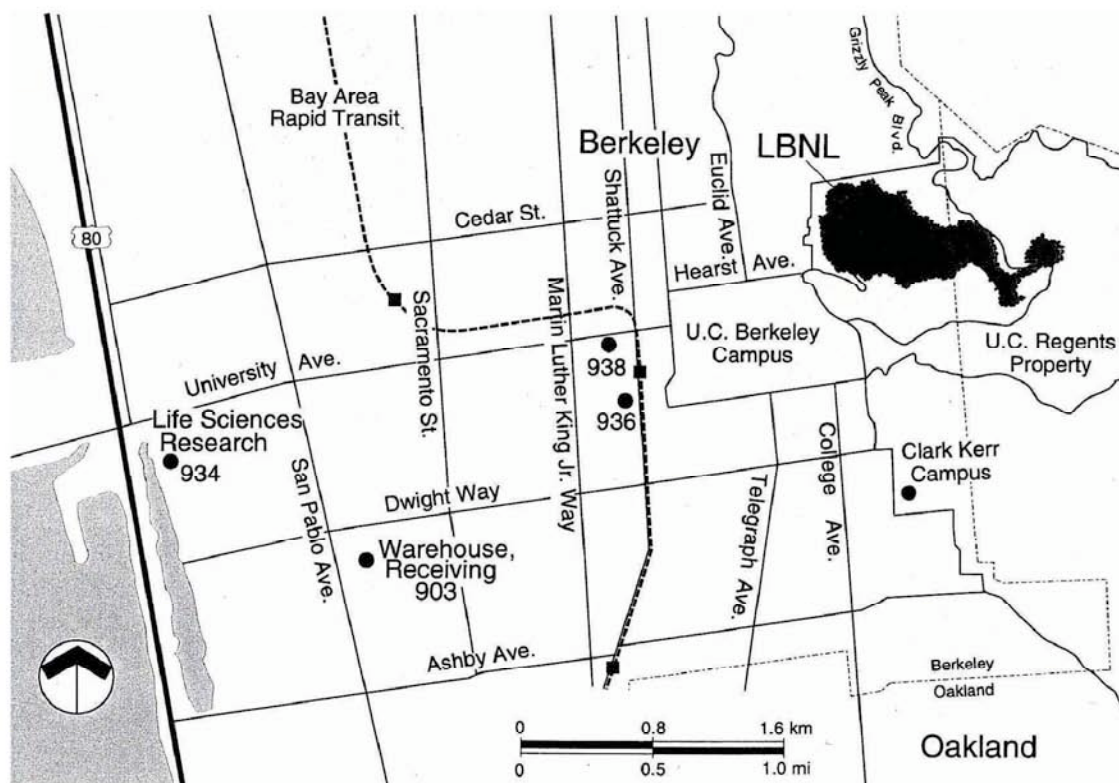 Grizzly
Peak
Blvd.
Bay Area
Rapid Transit
Berkeley
LBNL
80
Cedar St.
Shattuck Ave.
Euclid Ave.
Hearst Ave.
Sacramento St.
Martin Luther King Jr. Way
U.C. Berkeley
Campus
U.C. Regents
Property
University Ave.
938
936
Life Sciences
Research
934
San Pablo Ave.
Dwight Way
Telegraph Ave.
College Ave.
Clark Kerr
Campus
Warehouse,
Receiving
903
Ashby Ave.
Berkeley
Oakland
0 0.8 1.6 km
0 0.5 1.0 mi
Oakland